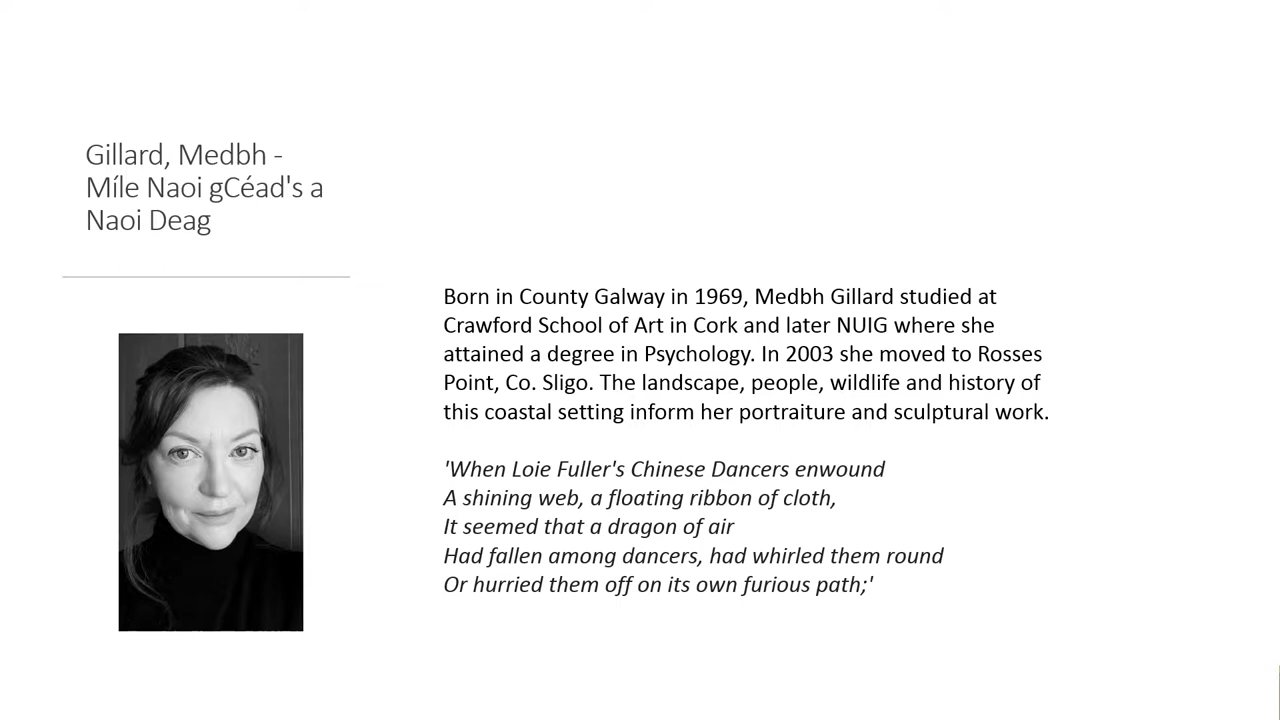 Gillard, Medbh -
Míle Naoi gCéad's a
Naoi Deag
Born in County Galway in 1969, Medbh Gillard studied at
Crawford School of Art in Cork and later NUIG where she
attained a degree in Psychology. In 2003 she moved to Rosses
Point, Co. Sligo. The landscape, people, wildlife and history of
this coastal setting inform her portraiture and sculptural work.
'When Loie Fuller's Chinese Dancers enwound
A shining web, a floating ribbon of cloth,
It seemed that a dragon of air
Had fallen among dancers, had whirled them round
Or hurried them off on its own furious path;'